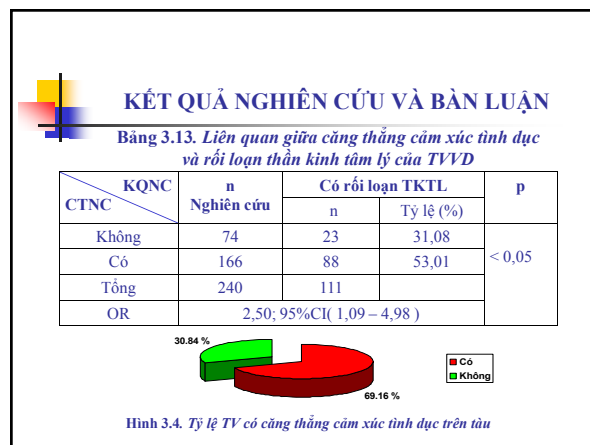 KẾT QUẢ NGHIÊN CỨU VÀ BÀN LUẬN
Bảng 3.13. Liên quan giữa căng thẳng cảm xúc tình dục
và rối loạn thần kinh tâm lý của TVVD
KQNC
CTNC
n
Nghiên cứu
Có rối loạn TKTL
p
n
Tỷ lệ (%)
Không 74 23 31,08
Có 166 88 53,01
< 0,05
Tổng 240 111
OR 2,50; 95%CI( 1,09 – 4,98 )
30.84 %
69.16 %
Có
Không
Hình 3.4. Tỷ lệ TV có căng thẳng cảm xúc tình dục trên tàu